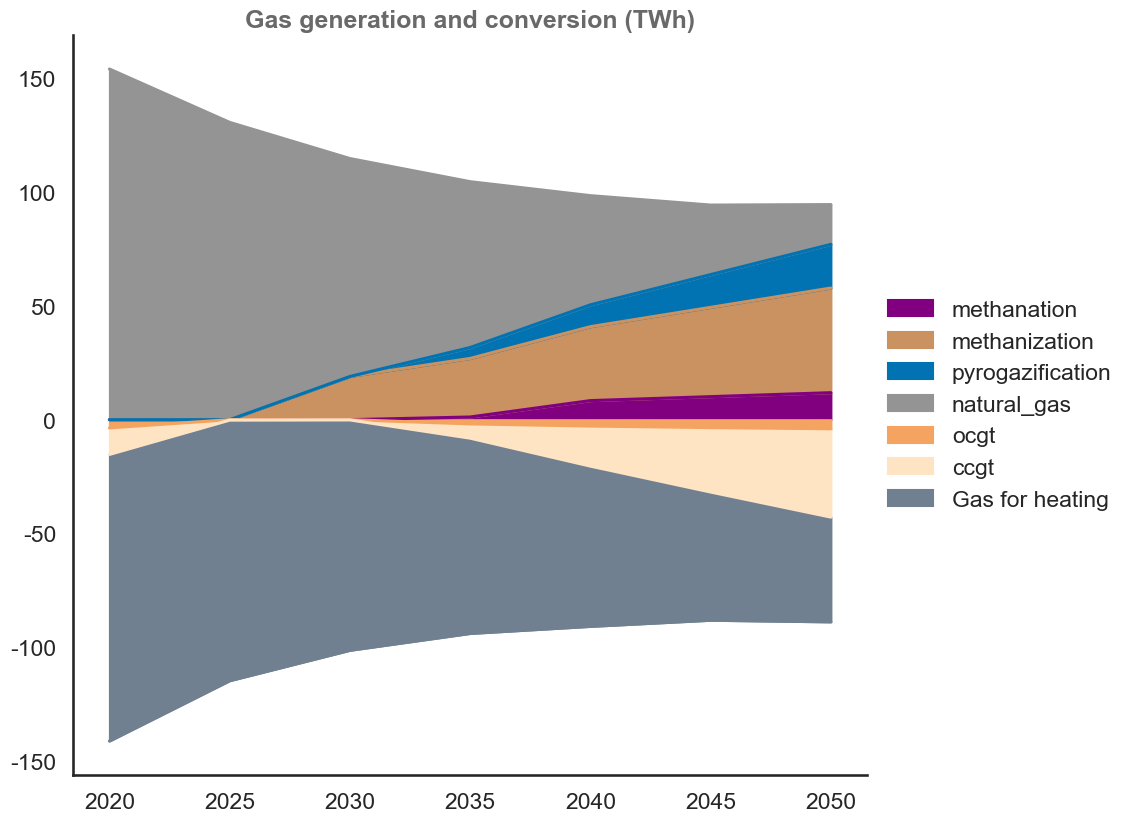 Gas generation and conversion (TWh)
150
100
50
0
-50
-100
-150
2020 2025 2030 2035 2040 2045 2050
methanation
methanization
pyrogazification
natural_gas
ocgt
ccgt
Gas for heating